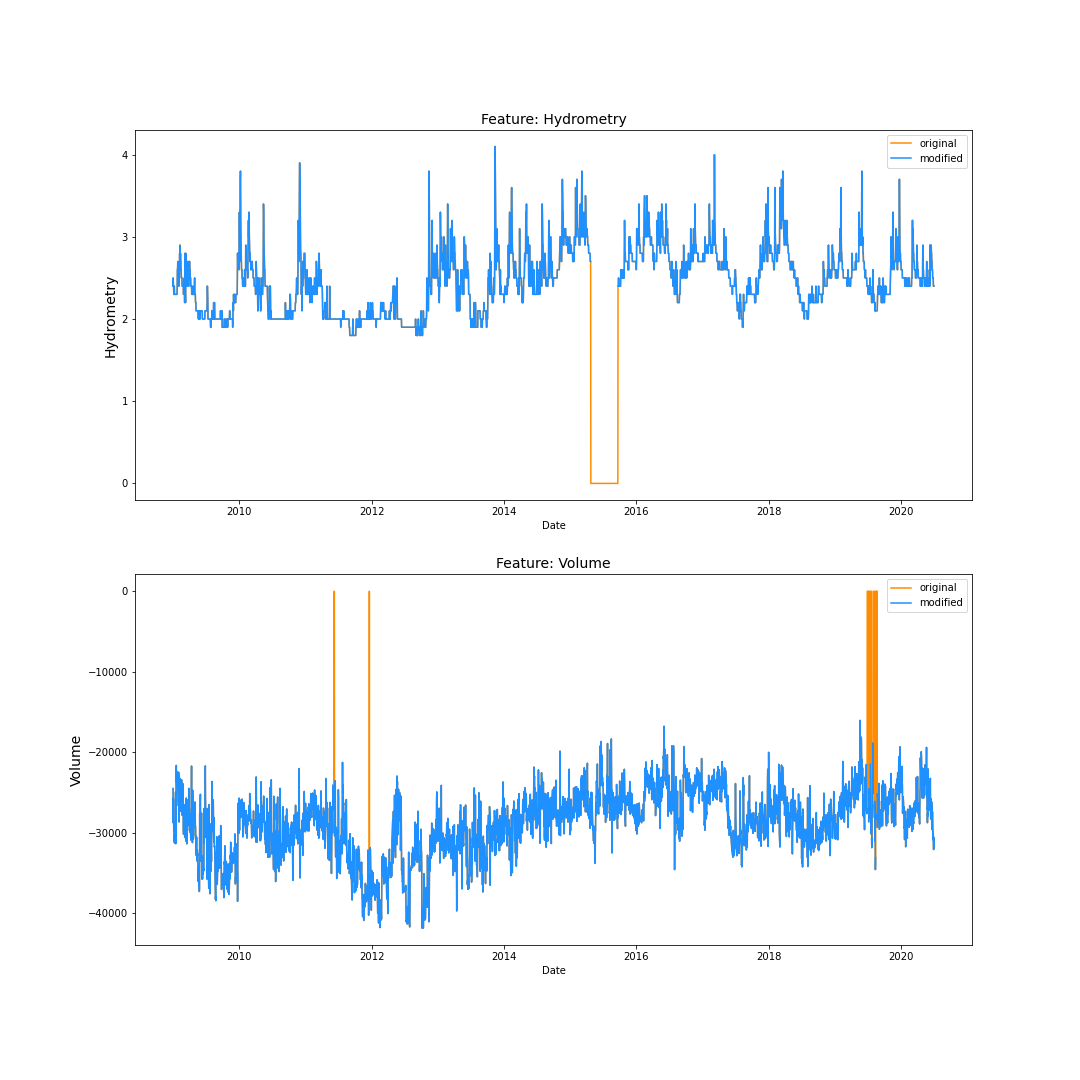 Feature: Hydrometry
original
modified
Hydrometry
4
3
2
1
0
2010 2012 2014 2016 2018 2020
Date
Feature: Volume
original
modified
Volume
0
−10000
−20000
−30000
−40000
2010 2012 2014 2016 2018 2020
Date